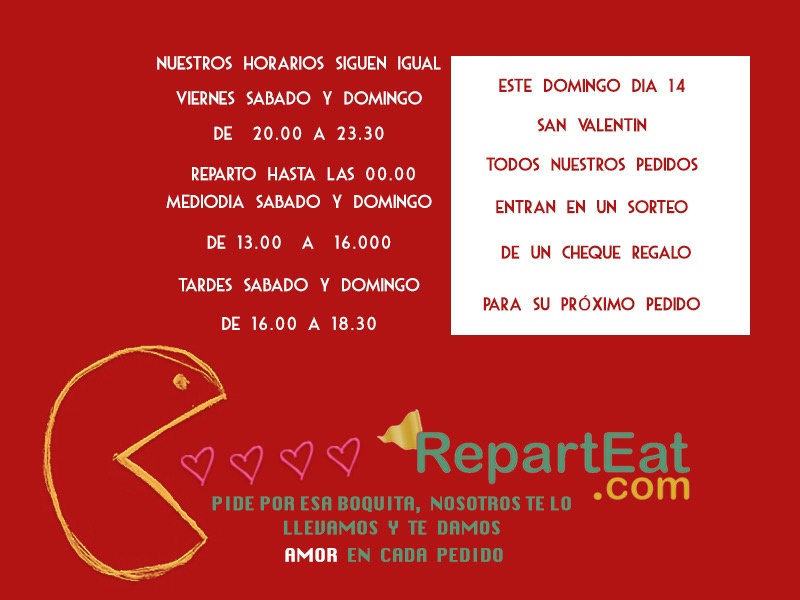 NUESTROS HORARIOS SIGUEN IGUAL
VIERNES SABADO Y DOMINGO
DE 20.00 A 23.30
REPARTO HASTA LAS 00.00
MEDIODIA SABADO Y DOMINGO
DE 13.00 A 16.000
TARDES SABADO Y DOMINGO
DE 16.00 A 18.30
ESTE DOMINGO DIA 14
SAN VALENTIN
TODOS NUESTROS PEDIDOS
ENTRAN EN UN SORTEO
DE UN CHEQUE REGALO
PARA SU PRÓXIMO PEDIDO
RepartEat
.com
PIDE POR ESA BOQUITA, NOSOTROS TE LO
LLEVAMOS Y TE DAMOS
AMOR EN CADA PEDIDO